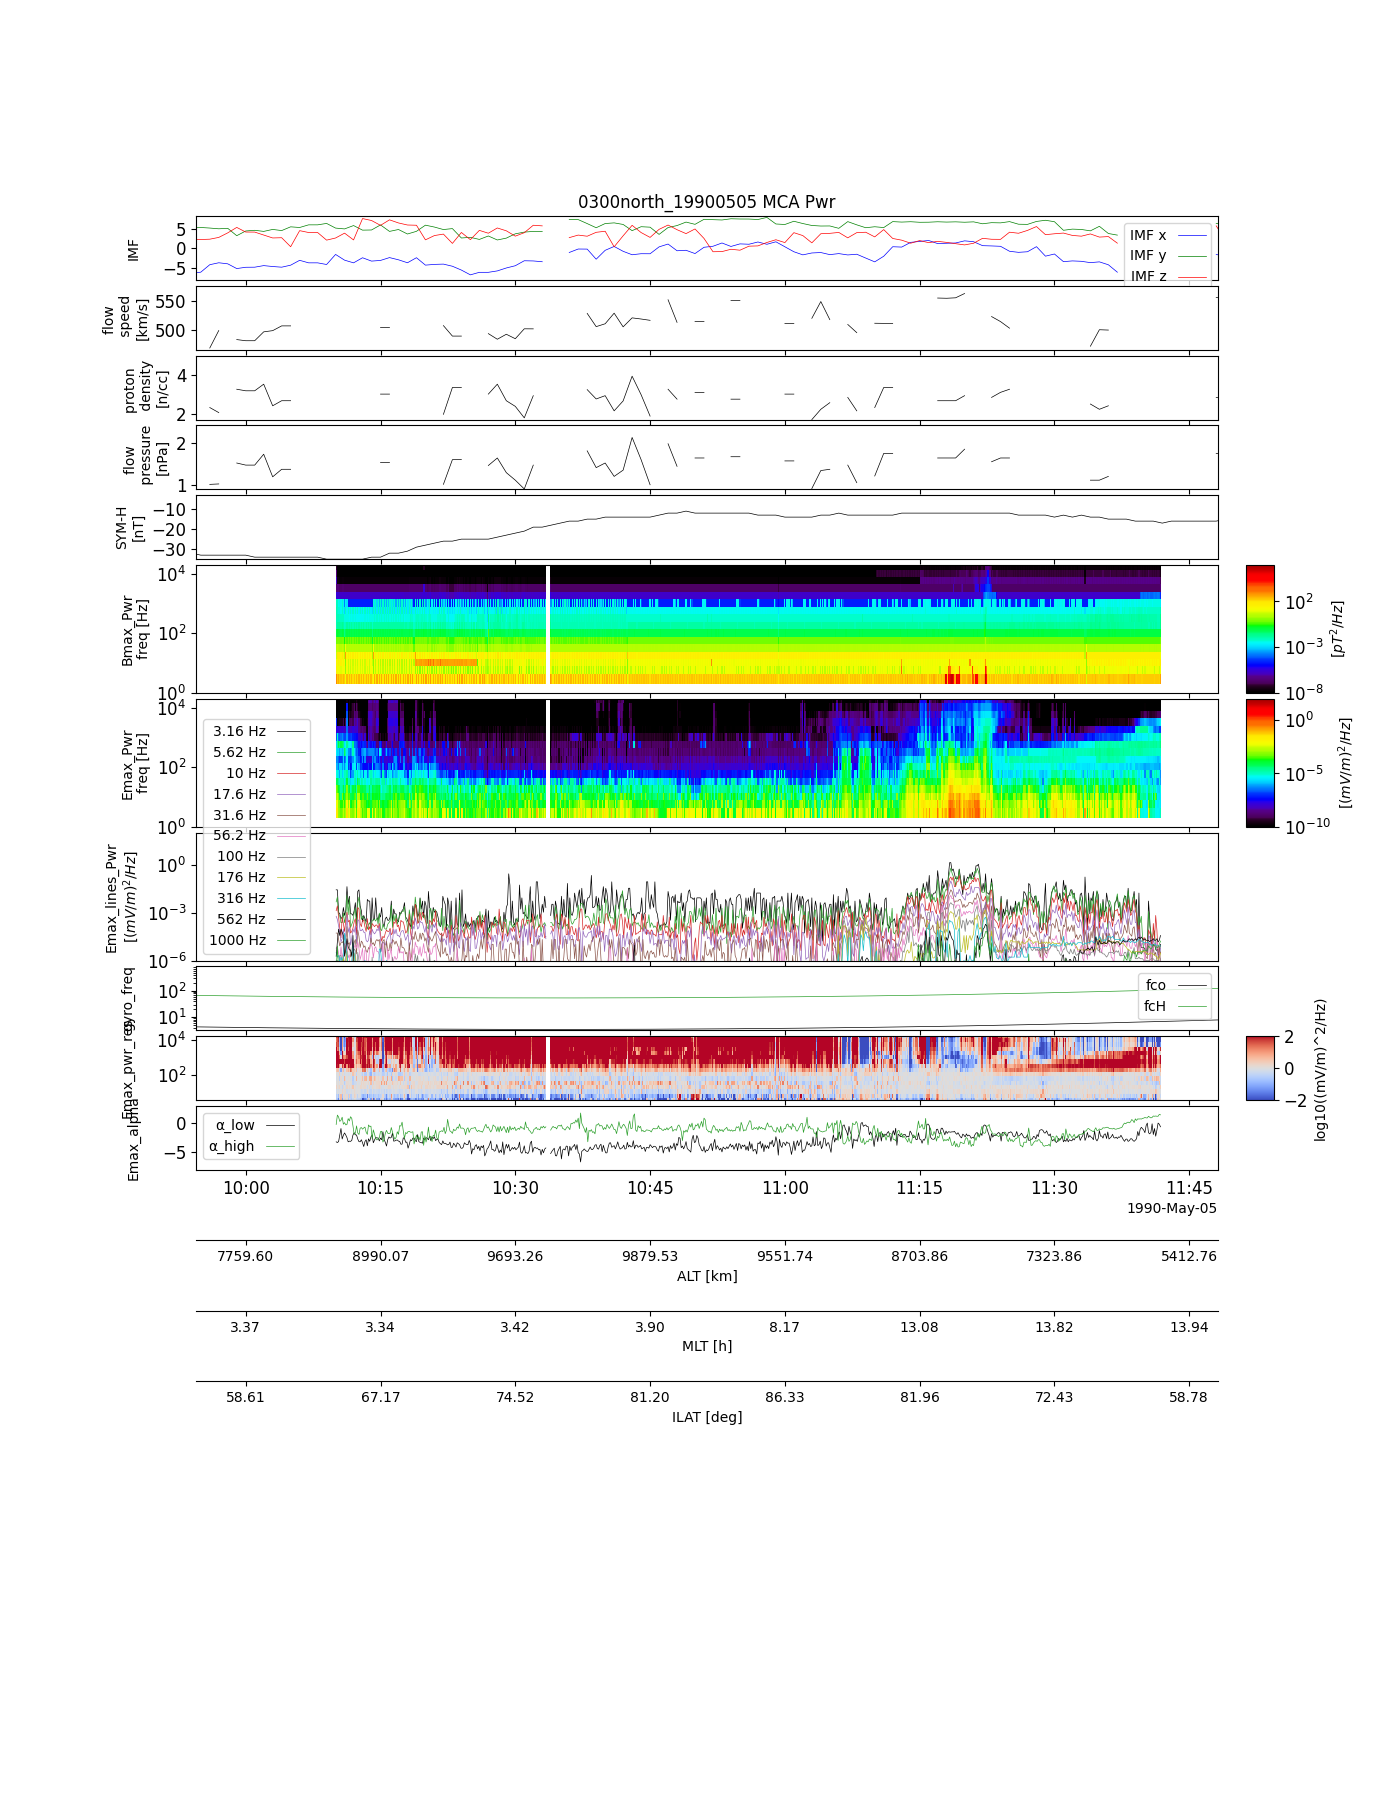 0300north_19900505 MCA Pwr
IMF
5
0
−5
IMF x
IMF y
IMF z
flow
speed
[km/s]
550
500
proton
density
[n/cc]
4
2
flow
pressure
[nPa]
2
1
SYM-H
[nT]
−10
−20
−30
Bmax_Pwr
freq [Hz]
10^4
10^2
10^0
10^2
10^-3
10^-8
[pT^2/Hz]
Emax_Pwr
freq [Hz]
10^4
10^2
10^0
10^0
10^-5
10^-10
[(mV/m)^2/Hz]
3.16 Hz
5.62 Hz
10 Hz
17.6 Hz
31.6 Hz
56.2 Hz
100 Hz
176 Hz
316 Hz
562 Hz
1000 Hz
Emax_lines_Pwr
[(mV/m)^2/Hz]
10^0
10^-3
10^-6
gyro_freq
10^2
10^1
fco
fcH
Emax_pwr_reg
10^4
10^2
2
0
−2
log10((mV/m)^2/Hz)
Emax_alpha
0
−5
α_low
α_high
10:00 10:15 10:30 10:45 11:00 11:15 11:30 11:45
1990-May-05
7759.60 8990.07 9693.26 9879.53 9551.74 8703.86 7323.86 5412.76
ALT [km]
3.37 3.34 3.42 3.90 8.17 13.08 13.82 13.94
MLT [h]
58.61 67.17 74.52 81.20 86.33 81.96 72.43 58.78
ILAT [deg]